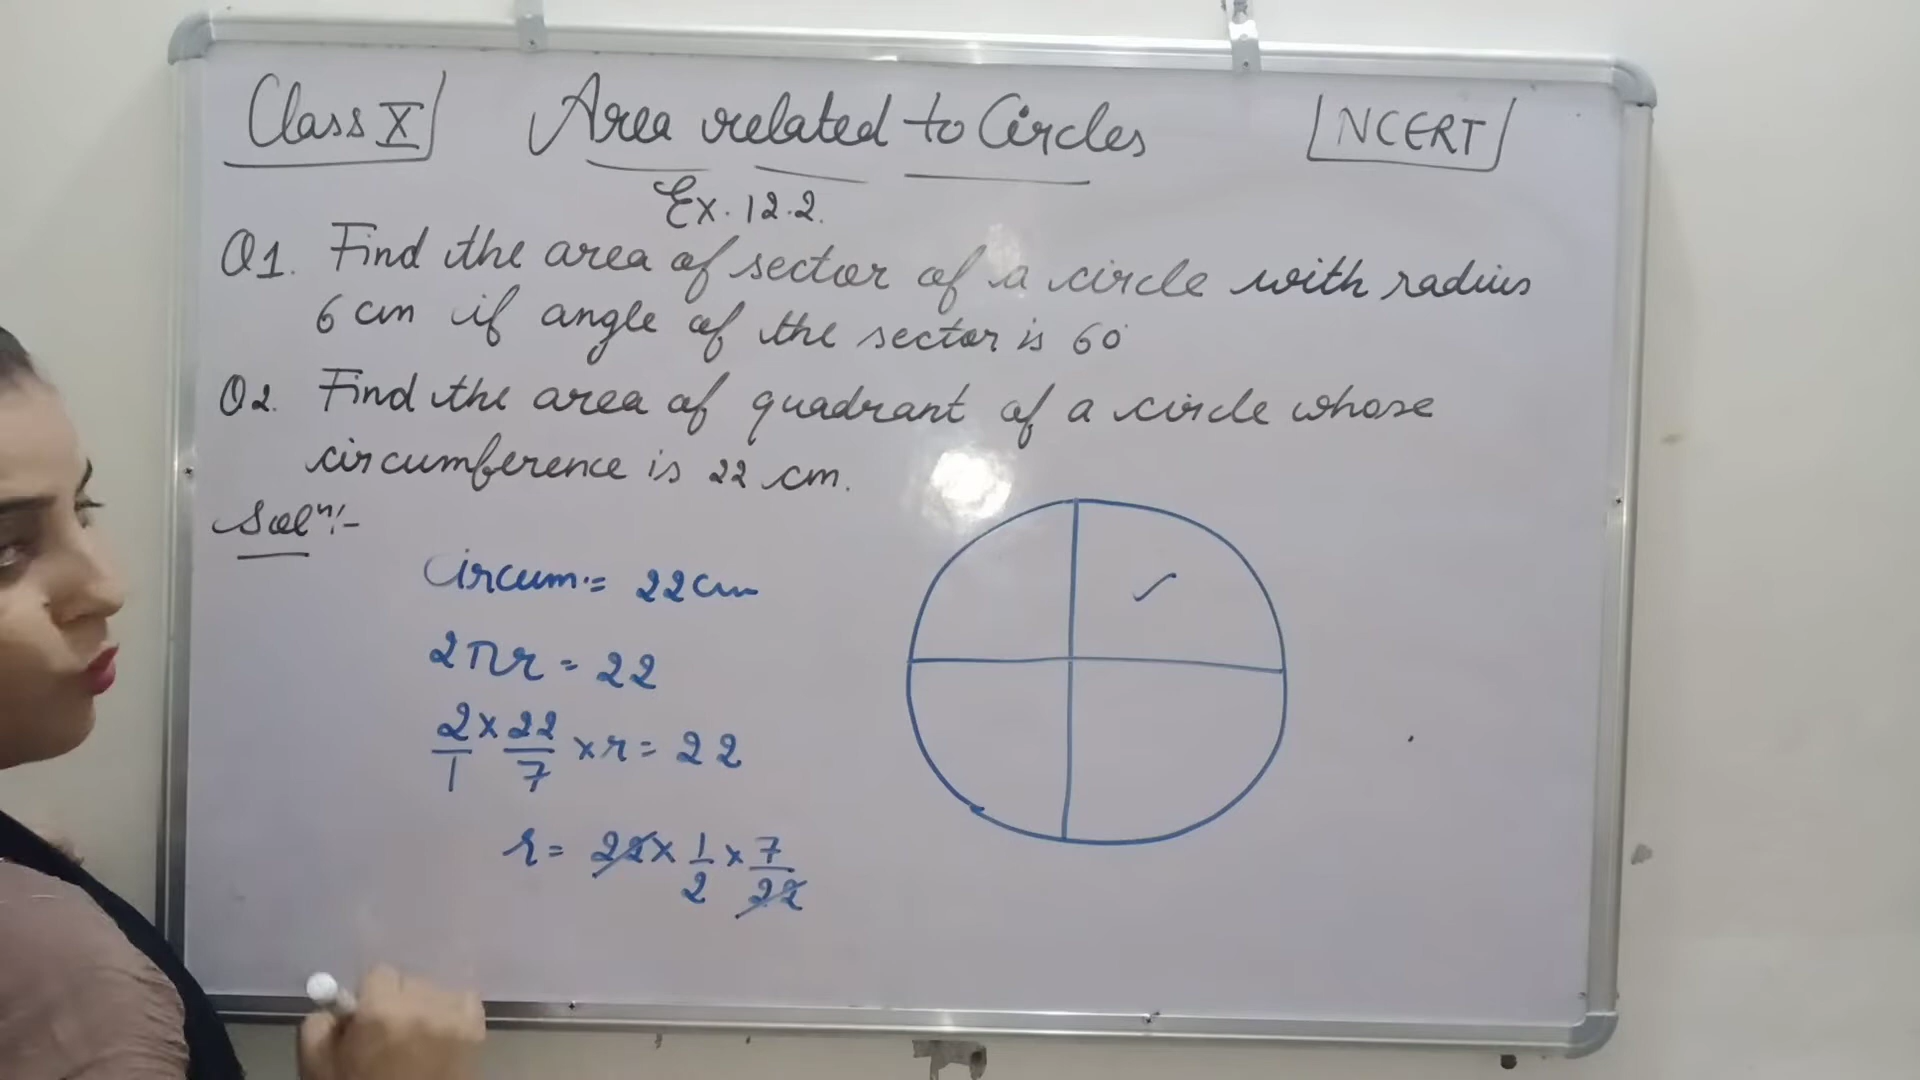 Class X Area related to Circles NCERT
Ex. 12.2.
Q1. Find the area of sector of a circle with radius
6 cm if angle of the sector is 60°
Q2. Find the area of quadrant of a circle whose
circumference is 22 cm.
Solⁿ:-
Circum. = 22cm
2πr = 22
2/1 × 22/7 × r = 22
r = 22 × 1/2 × 7/22